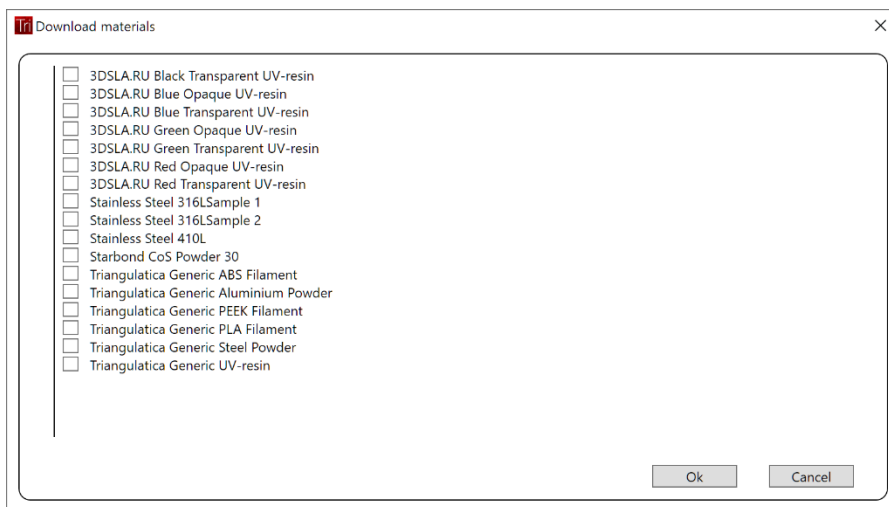 Tri Download materials
3DSLA.RU Black Transparent UV-resin
3DSLA.RU Blue Opaque UV-resin
3DSLA.RU Blue Transparent UV-resin
3DSLA.RU Green Opaque UV-resin
3DSLA.RU Green Transparent UV-resin
3DSLA.RU Red Opaque UV-resin
3DSLA.RU Red Transparent UV-resin
Stainless Steel 316LSample 1
Stainless Steel 316LSample 2
Stainless Steel 410L
Starbond CoS Powder 30
Triangulatica Generic ABS Filament
Triangulatica Generic Aluminium Powder
Triangulatica Generic PEEK Filament
Triangulatica Generic PLA Filament
Triangulatica Generic Steel Powder
Triangulatica Generic UV-resin
Ok Cancel